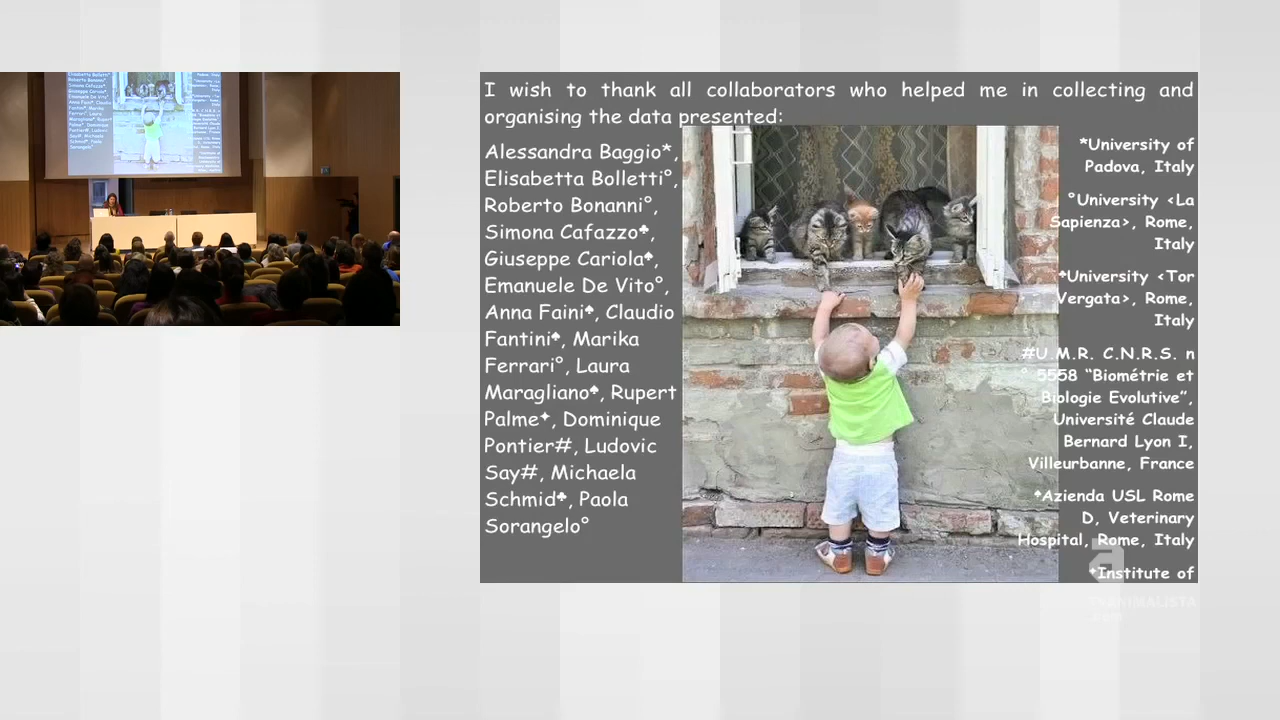 I wish to thank all collaborators who helped me in collecting and
organising the data presented:
Alessandra Baggio*,
Elisabetta Bolletti°,
Roberto Bonanni°,
Simona Cafazzo♣,
Giuseppe Cariola♠,
Emanuele De Vito°,
Anna Faini♠, Claudio
Fantini♠, Marika
Ferrari°, Laura
Maragliano♠, Rupert
Palme✦, Dominique
Pontier#, Ludovic
Say#, Michaela
Schmid♣, Paola
Sorangelo°
*University of
Padova, Italy
°University <La
Sapienza>, Rome,
Italy
♣University <Tor
Vergata>, Rome,
Italy
#U.M.R. C.N.R.S. n
° 5558 “Biométrie et
Biologie Evolutive”,
Université Claude
Bernard Lyon I,
Villeurbanne, France
♠Azienda USL Rome
D, Veterinary
Hospital, Rome, Italy
✦Institute of